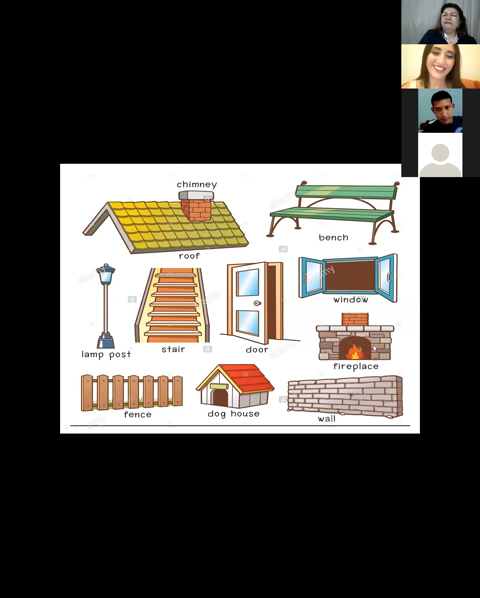 chimney
roof
bench
window
lamp post
stair
door
fireplace
fence
dog house
wall